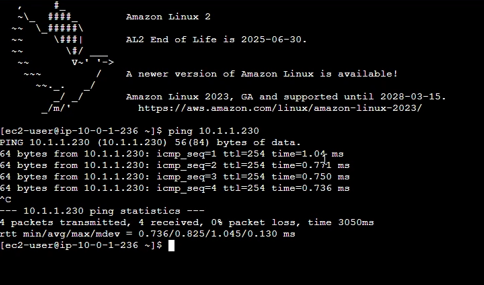 ,     #_
   ~\_  ####_        Amazon Linux 2
  ~~  \_#####\
  ~~     \###|       AL2 End of Life is 2025-06-30.
  ~~       \#/ ___
   ~~       V~' '->
    ~~~         /    A newer version of Amazon Linux is available!
      ~~._.   _/
         _/ _/       Amazon Linux 2023, GA and supported until 2028-03-15.
       _/m/'           https://aws.amazon.com/linux/amazon-linux-2023/
[ec2-user@ip-10-0-1-236 ~]$ ping 10.1.1.230
PING 10.1.1.230 (10.1.1.230) 56(84) bytes of data.
64 bytes from 10.1.1.230: icmp_seq=1 ttl=254 time=1.04 ms
64 bytes from 10.1.1.230: icmp_seq=2 ttl=254 time=0.771 ms
64 bytes from 10.1.1.230: icmp_seq=3 ttl=254 time=0.750 ms
64 bytes from 10.1.1.230: icmp_seq=4 ttl=254 time=0.736 ms
^C
--- 10.1.1.230 ping statistics ---
4 packets transmitted, 4 received, 0% packet loss, time 3050ms
rtt min/avg/max/mdev = 0.736/0.825/1.045/0.130 ms
[ec2-user@ip-10-0-1-236 ~]$